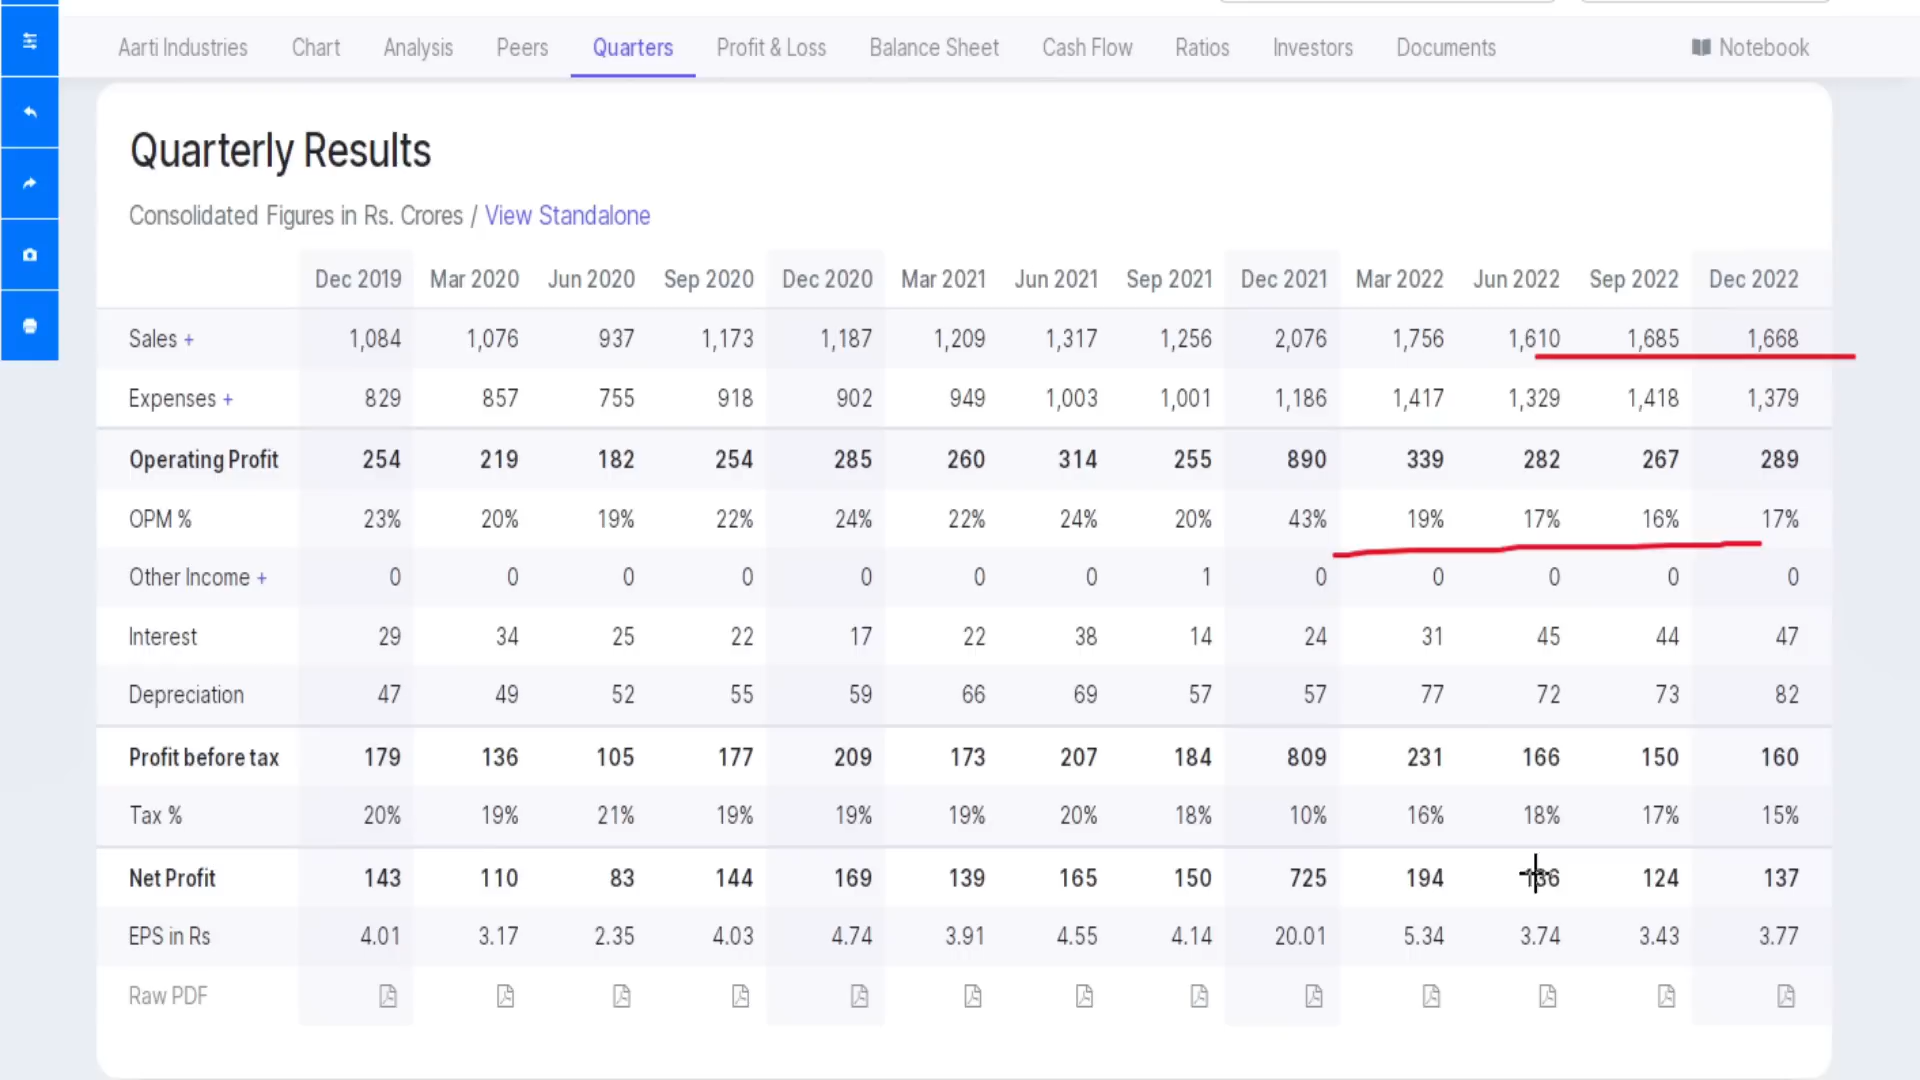 Aarti Industries Chart Analysis Peers Quarters Profit & Loss Balance Sheet Cash Flow Ratios Investors Documents Notebook
Quarterly Results
Consolidated Figures in Rs. Crores / View Standalone
Dec 2019 Mar 2020 Jun 2020 Sep 2020 Dec 2020 Mar 2021 Jun 2021 Sep 2021 Dec 2021 Mar 2022 Jun 2022 Sep 2022 Dec 2022
Sales + 1,084 1,076 937 1,173 1,187 1,209 1,317 1,256 2,076 1,756 1,610 1,685 1,668
Expenses + 829 857 755 918 902 949 1,003 1,001 1,186 1,417 1,329 1,418 1,379
Operating Profit 254 219 182 254 285 260 314 255 890 339 282 267 289
OPM % 23% 20% 19% 22% 24% 22% 24% 20% 43% 19% 17% 16% 17%
Other Income + 0 0 0 0 0 0 0 1 0 0 0 0 0
Interest 29 34 25 22 17 22 38 14 24 31 45 44 47
Depreciation 47 49 52 55 59 66 69 57 57 77 72 73 82
Profit before tax 179 136 105 177 209 173 207 184 809 231 166 150 160
Tax % 20% 19% 21% 19% 19% 19% 20% 18% 10% 16% 18% 17% 15%
Net Profit 143 110 83 144 169 139 165 150 725 194 136 124 137
EPS in Rs 4.01 3.17 2.35 4.03 4.74 3.91 4.55 4.14 20.01 5.34 3.74 3.43 3.77
Raw PDF